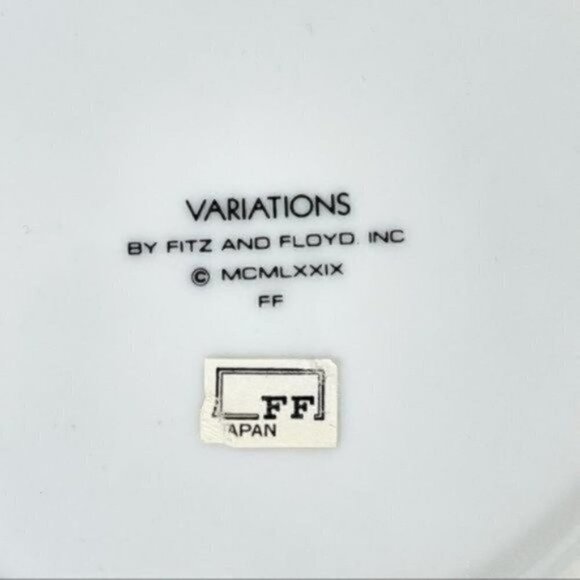 VARIATIONS
BY FITZ AND FLOYD. INC
© MCMLXXIX
FF
FF
APAN